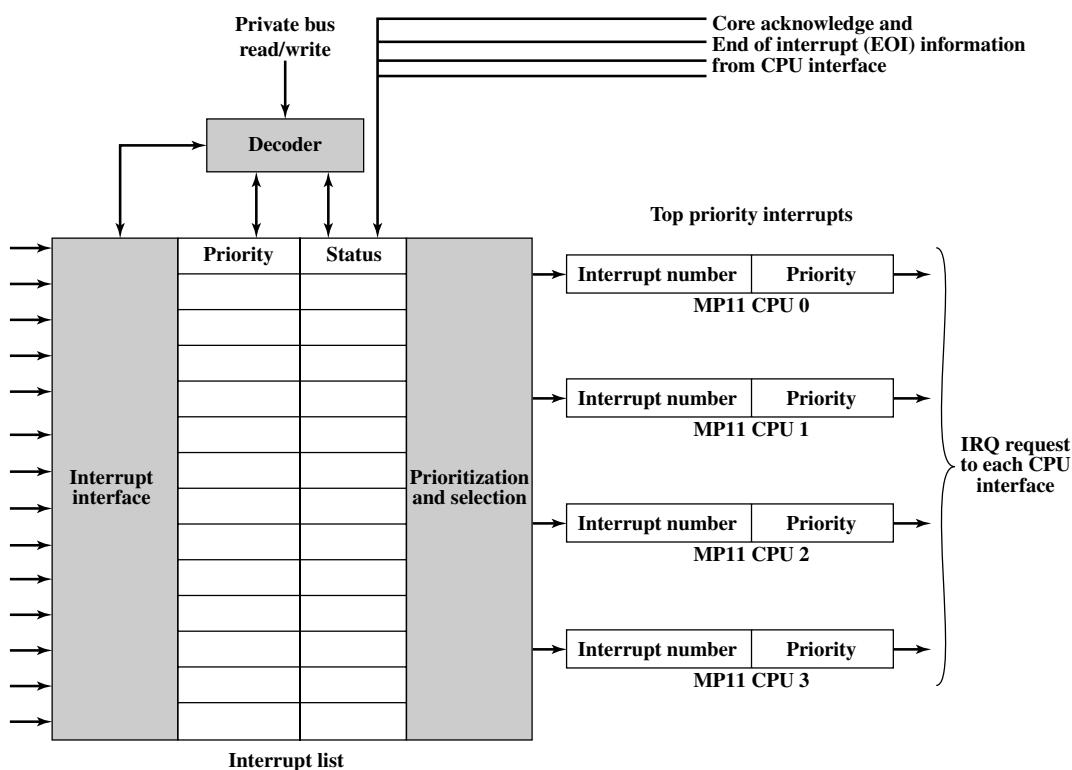 Private bus
read/write
Core acknowledge and
End of interrupt (EOI) information
from CPU interface
Decoder
Top priority interrupts
Priority Status
Interrupt number Priority
MP11 CPU 0
Interrupt number Priority
MP11 CPU 1
IRQ request
to each CPU
interface
Interrupt
interface
Prioritization
and selection
Interrupt number Priority
MP11 CPU 2
Interrupt number Priority
MP11 CPU 3
Interrupt list